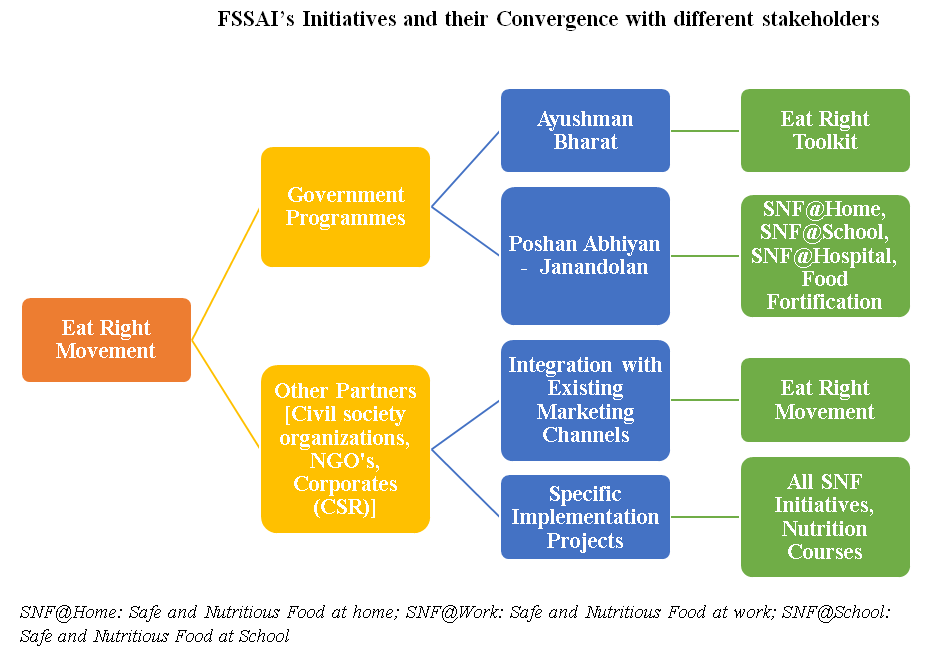 FSSAI's Initiatives and their Convergence with different stakeholders
Eat Right
Movement
Government
Programmes
Other Partners
[Civil society
organizations,
NGO's,
Corporates
(CSR)]
Ayushman
Bharat
Poshan Abhiyan
- Janandolan
Integration with
Existing
Marketing
Channels
Specific
Implementation
Projects
Eat Right
Toolkit
SNF@Home,
SNF@School,
SNF@Hospital,
Food
Fortification
Eat Right
Movement
All SNF
Initiatives,
Nutrition
Courses
SNF@Home: Safe and Nutritious Food at home; SNF@Work: Safe and Nutritious Food at work; SNF@School:
Safe and Nutritious Food at School